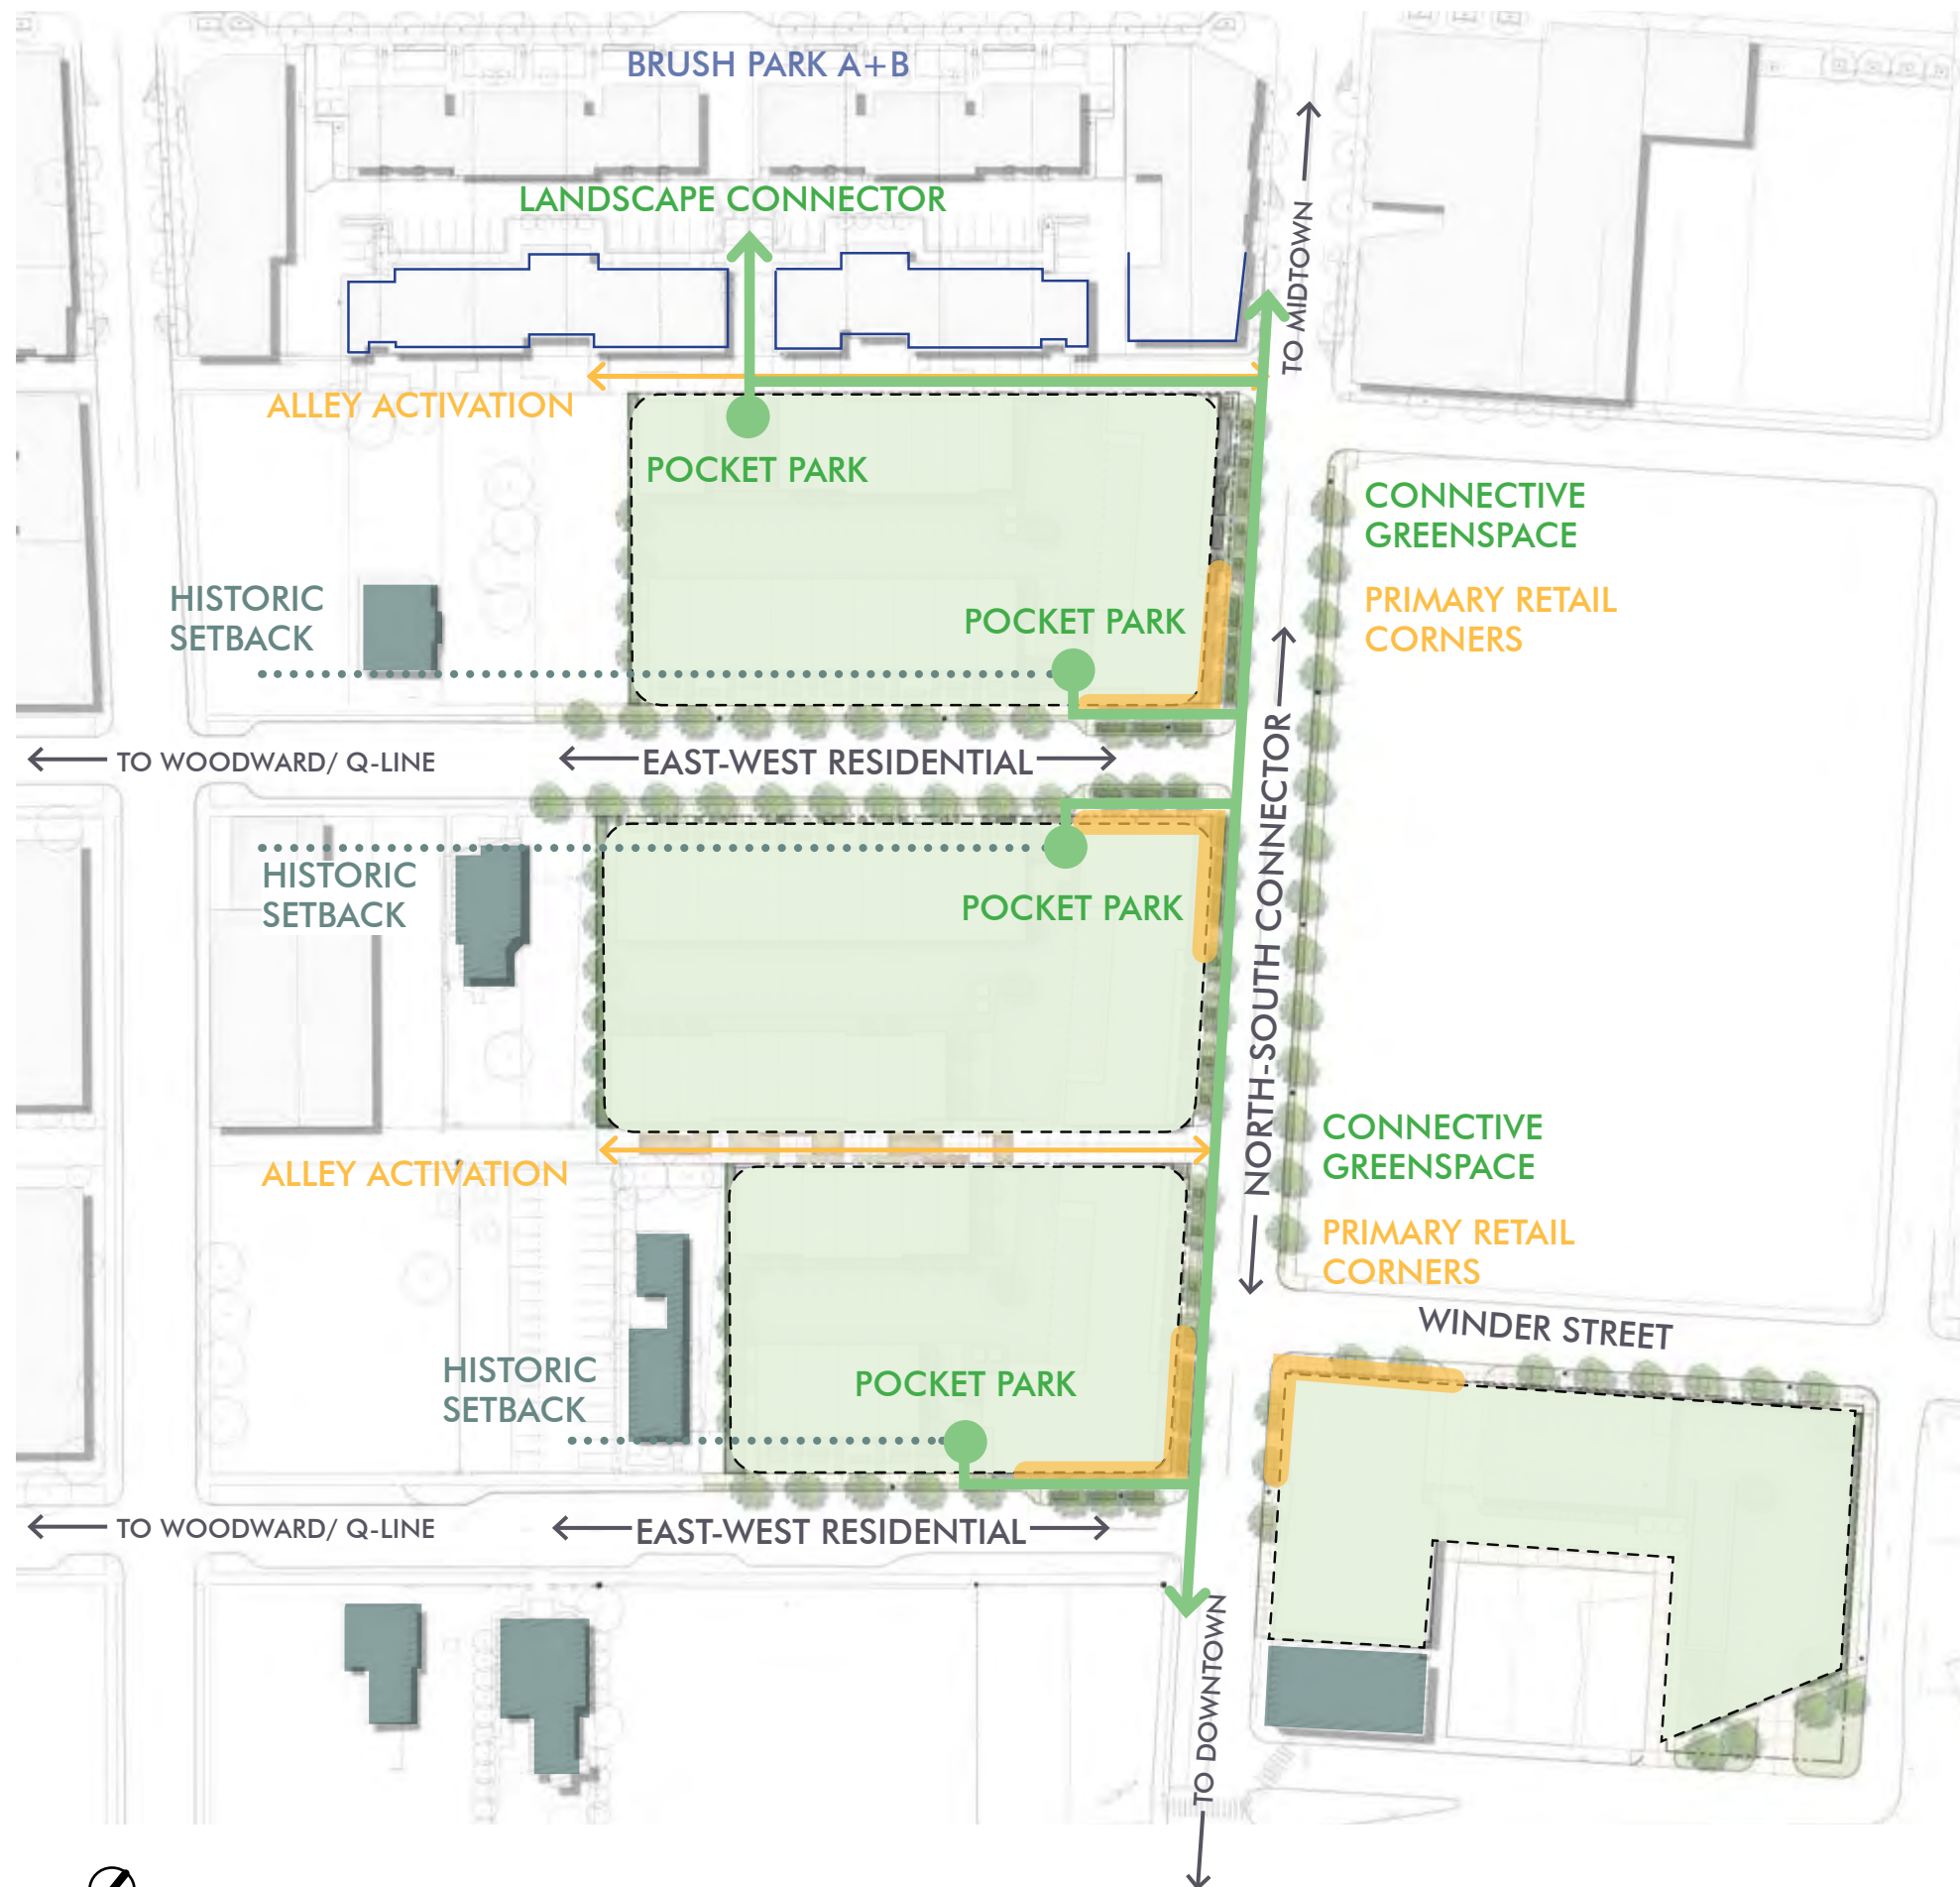 BRUSH PARK A+B
LANDSCAPE CONNECTOR
TO MIDTOWN
ALLEY ACTIVATION
POCKET PARK
CONNECTIVE
GREENSPACE
HISTORIC
SETBACK
PRIMARY RETAIL
CORNERS
POCKET PARK
TO WOODWARD/ Q-LINE
EAST-WEST RESIDENTIAL
NORTH-SOUTH CONNECTOR
HISTORIC
SETBACK
POCKET PARK
CONNECTIVE
GREENSPACE
ALLEY ACTIVATION
PRIMARY RETAIL
CORNERS
WINDER STREET
HISTORIC
SETBACK
POCKET PARK
TO WOODWARD/ Q-LINE
EAST-WEST RESIDENTIAL
TO DOWNTOWN